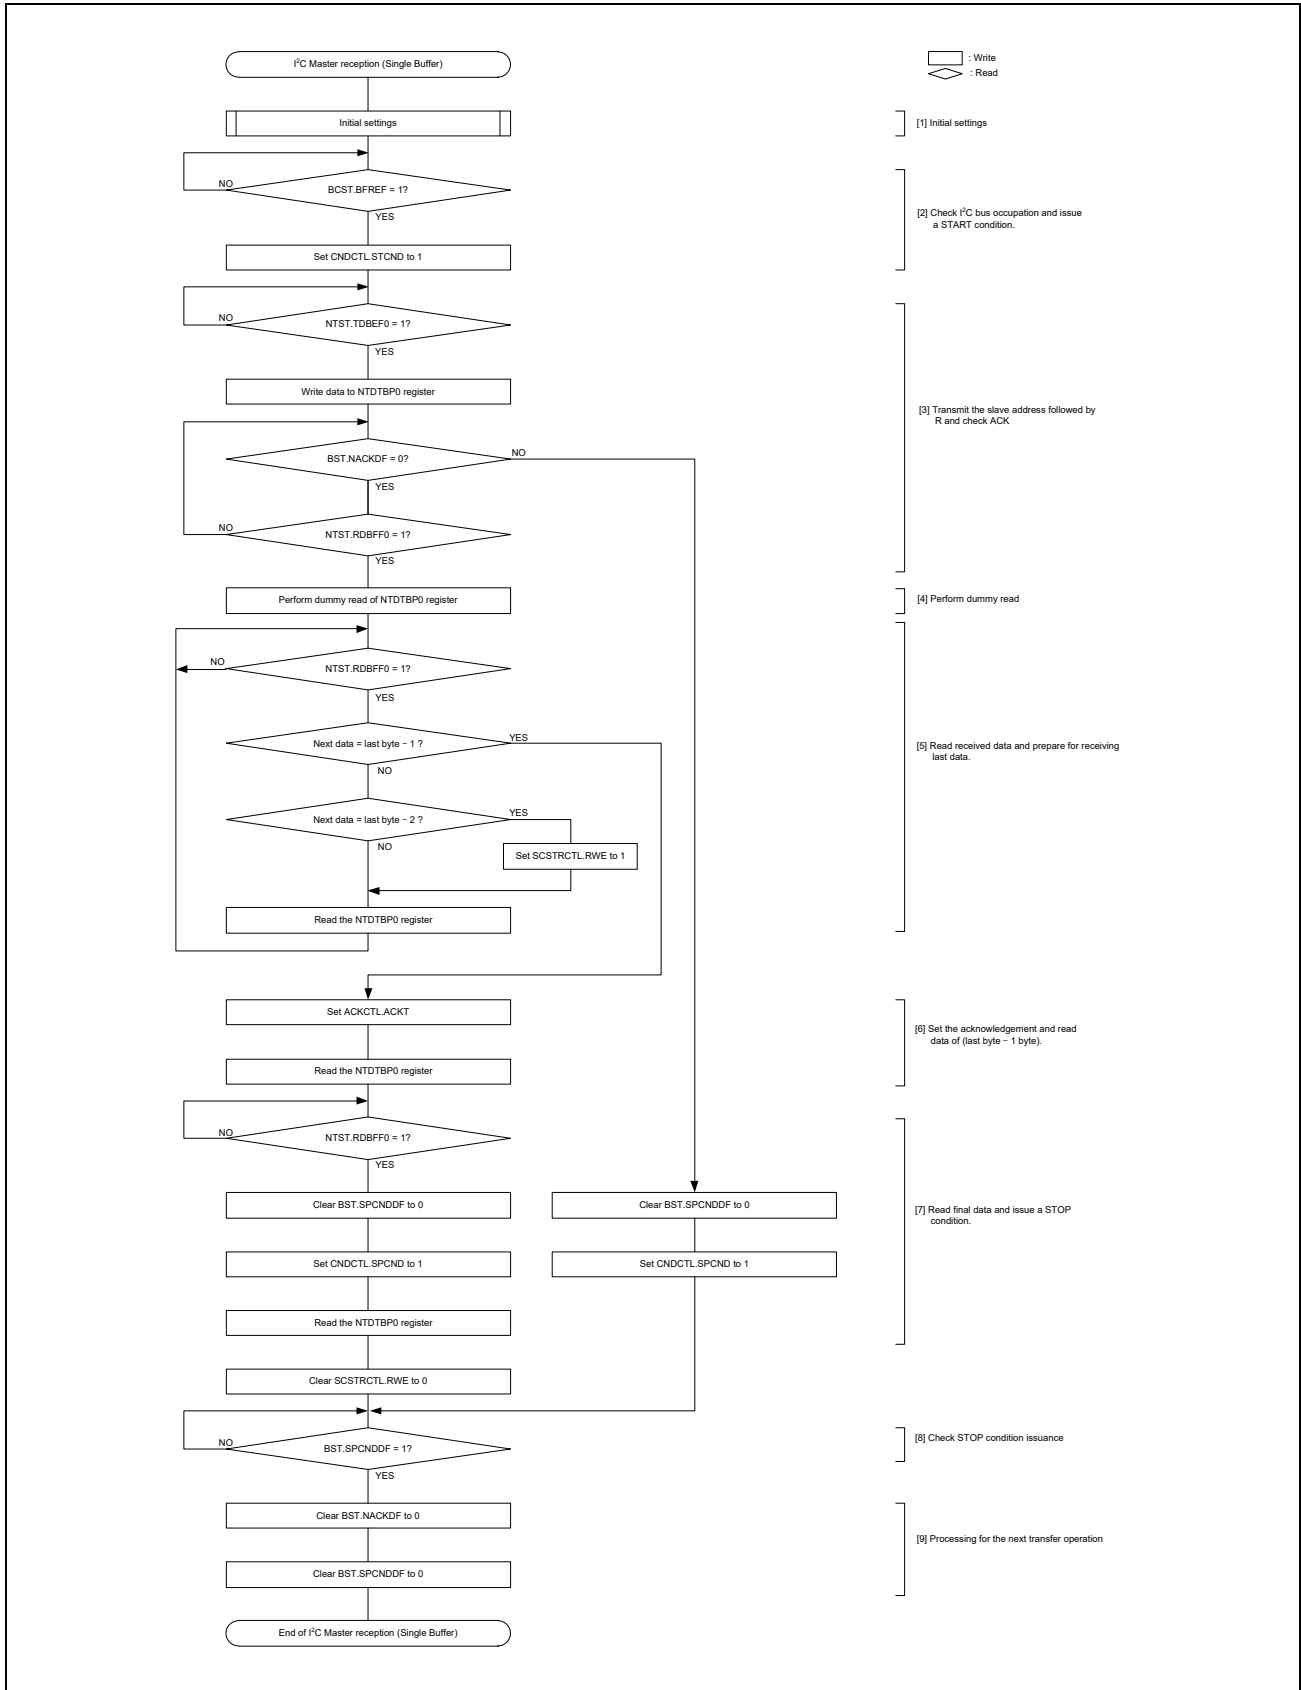 I²C Master reception (Single Buffer)
: Write
: Read
Initial settings
[1] Initial settings
BCST.BFREF = 1?
NO
YES
[2] Check I²C bus occupation and issue
a START condition.
Set CNDCTL.STCND to 1
NTST.TDBEF0 = 1?
NO
YES
Write data to NTDTBP0 register
[3] Transmit the slave address followed by
R and check ACK
BST.NACKDF = 0?
NO
YES
NTST.RDBFF0 = 1?
NO
YES
Perform dummy read of NTDTBP0 register
[4] Perform dummy read
NTST.RDBFF0 = 1?
NO
YES
Next data = last byte − 1 ?
YES
NO
[5] Read received data and prepare for receiving
last data.
Next data = last byte − 2 ?
YES
NO
Set SCSTRCTL.RWE to 1
Read the NTDTBP0 register
Set ACKCTL.ACKT
[6] Set the acknowledgement and read
data of (last byte − 1 byte).
Read the NTDTBP0 register
NTST.RDBFF0 = 1?
NO
YES
Clear BST.SPCNDDF to 0
Clear BST.SPCNDDF to 0
[7] Read final data and issue a STOP
condition.
Set CNDCTL.SPCND to 1
Set CNDCTL.SPCND to 1
Read the NTDTBP0 register
Clear SCSTRCTL.RWE to 0
BST.SPCNDDF = 1?
NO
YES
[8] Check STOP condition issuance
Clear BST.NACKDF to 0
[9] Processing for the next transfer operation
Clear BST.SPCNDDF to 0
End of I²C Master reception (Single Buffer)